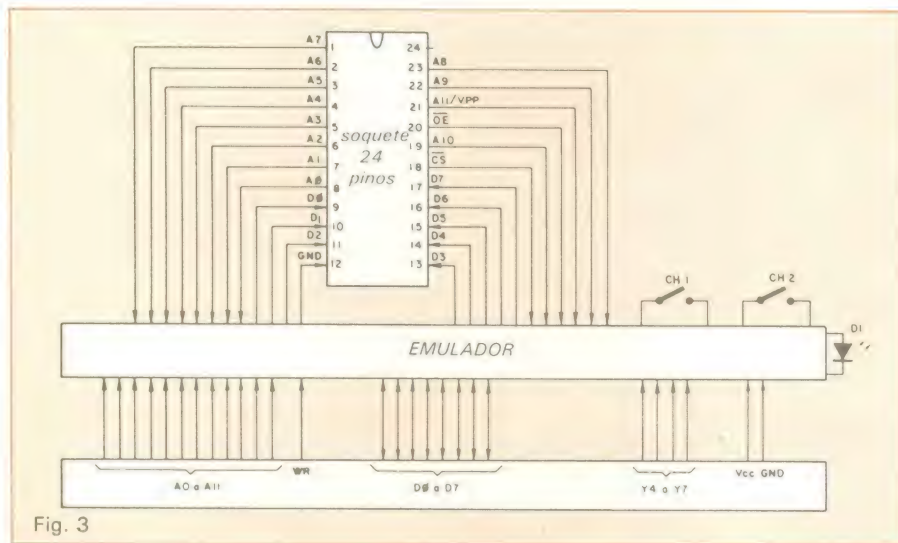 A7 1 24
A6 2 23 A8
A5 3 22 A9
A4 4 21 A11/VPP
A3 5 20 OE
A2 6 19 A10
A1 7 18 CS
AØ 8 17 D7
DØ 9 16 D6
D1 10 15 D5
D2 11 14 D4
GND 12 13 D3
soquete
24
pinos
CH 1
CH 2
D1
EMULADOR
A0 a A11
WR
DØ a D7
Y4 a Y7
Vcc GND
Fig. 3